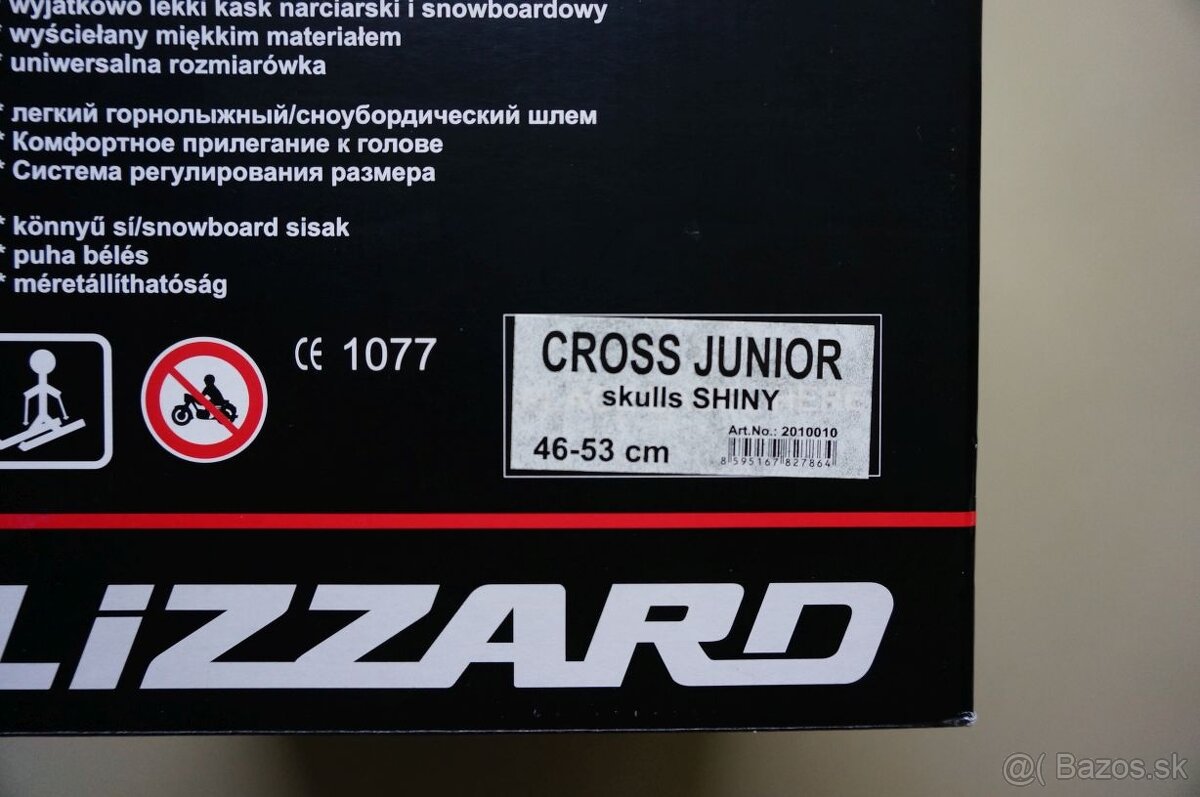 * wyjątkowo lekki kask narciarski i snowboardowy
* wyścielany miękkim materiałem
* uniwersalna rozmiarówka
* легкий горнолыжный/сноубордический шлем
* Комфортное прилегание к голове
* Система регулирования размера
* könnyű sí/snowboard sisak
* puha bélés
* méretállíthatóság
CE 1077
CROSS JUNIOR
skulls SHINY
Art.No.: 2010010
46-53 cm
8 595167 827864
LiZZARD
@( Bazos.sk